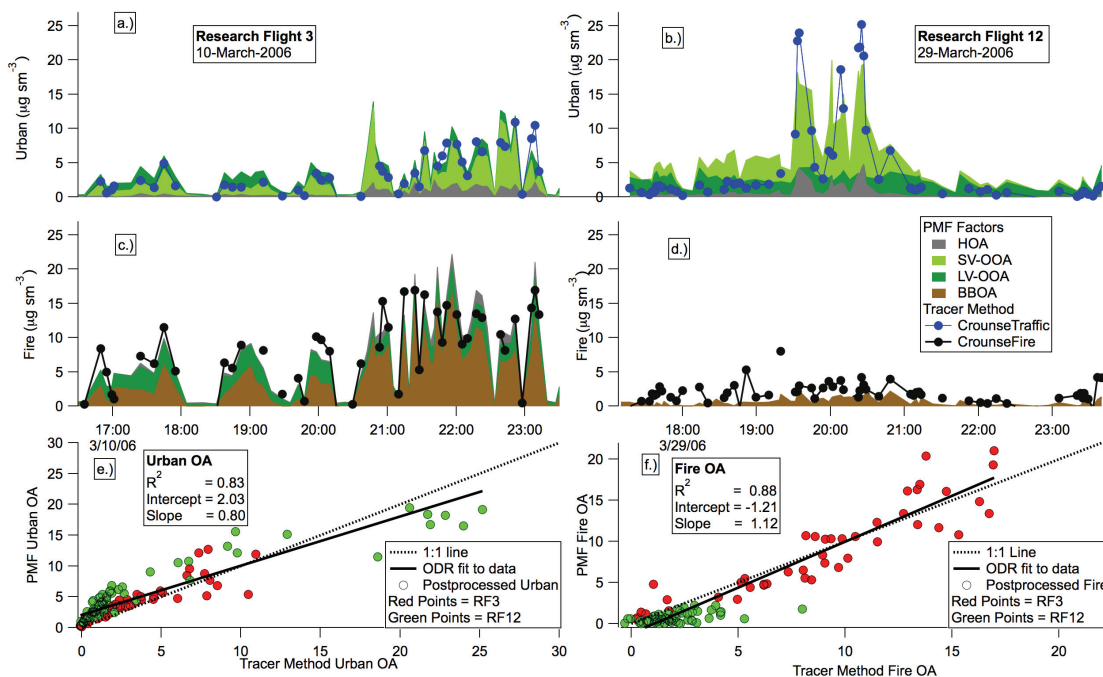 a.)
Research Flight 3
10-March-2006
Urban (µg sm⁻³)
25
20
15
10
5
0
b.)
Research Flight 12
29-March-2006
Urban (µg sm⁻³)
25
20
15
10
5
0
c.)
Fire (µg sm⁻³)
25
20
15
10
5
0
17:00 18:00 19:00 20:00 21:00 22:00 23:00
3/10/06
d.)
Fire (µg sm⁻³)
25
20
15
10
5
0
PMF Factors
HOA
SV-OOA
LV-OOA
BBOA
Tracer Method
CrounseTraffic
CrounseFire
18:00 19:00 20:00 21:00 22:00 23:00
3/29/06
e.)
Urban OA
R² = 0.83
Intercept = 2.03
Slope = 0.80
PMF Urban OA
30
25
20
15
10
5
0
1:1 line
ODR fit to data
Postprocessed Urban
Red Points = RF3
Green Points = RF12
0 5 10 15 20 25 30
Tracer Method Urban OA
f.)
Fire OA
R² = 0.88
Intercept = -1.21
Slope = 1.12
PMF Fire OA
20
15
10
5
0
1:1 Line
ODR fit to data
Postprocessed Fire
Red Points = RF3
Green Points = RF12
0 5 10 15 20
Tracer Method Fire OA